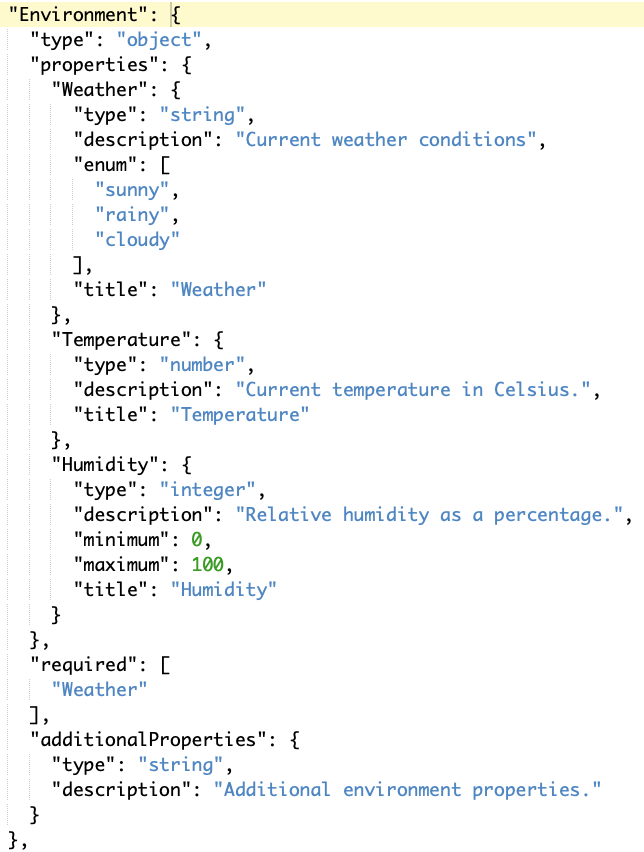 "Environment": {
"type": "object",
"properties": {
"Weather": {
"type": "string",
"description": "Current weather conditions",
"enum": [
"sunny",
"rainy",
"cloudy"
],
"title": "Weather"
},
"Temperature": {
"type": "number",
"description": "Current temperature in Celsius.",
"title": "Temperature"
},
"Humidity": {
"type": "integer",
"description": "Relative humidity as a percentage.",
"minimum": 0,
"maximum": 100,
"title": "Humidity"
}
},
"required": [
"Weather"
],
"additionalProperties": {
"type": "string",
"description": "Additional environment properties."
}
},